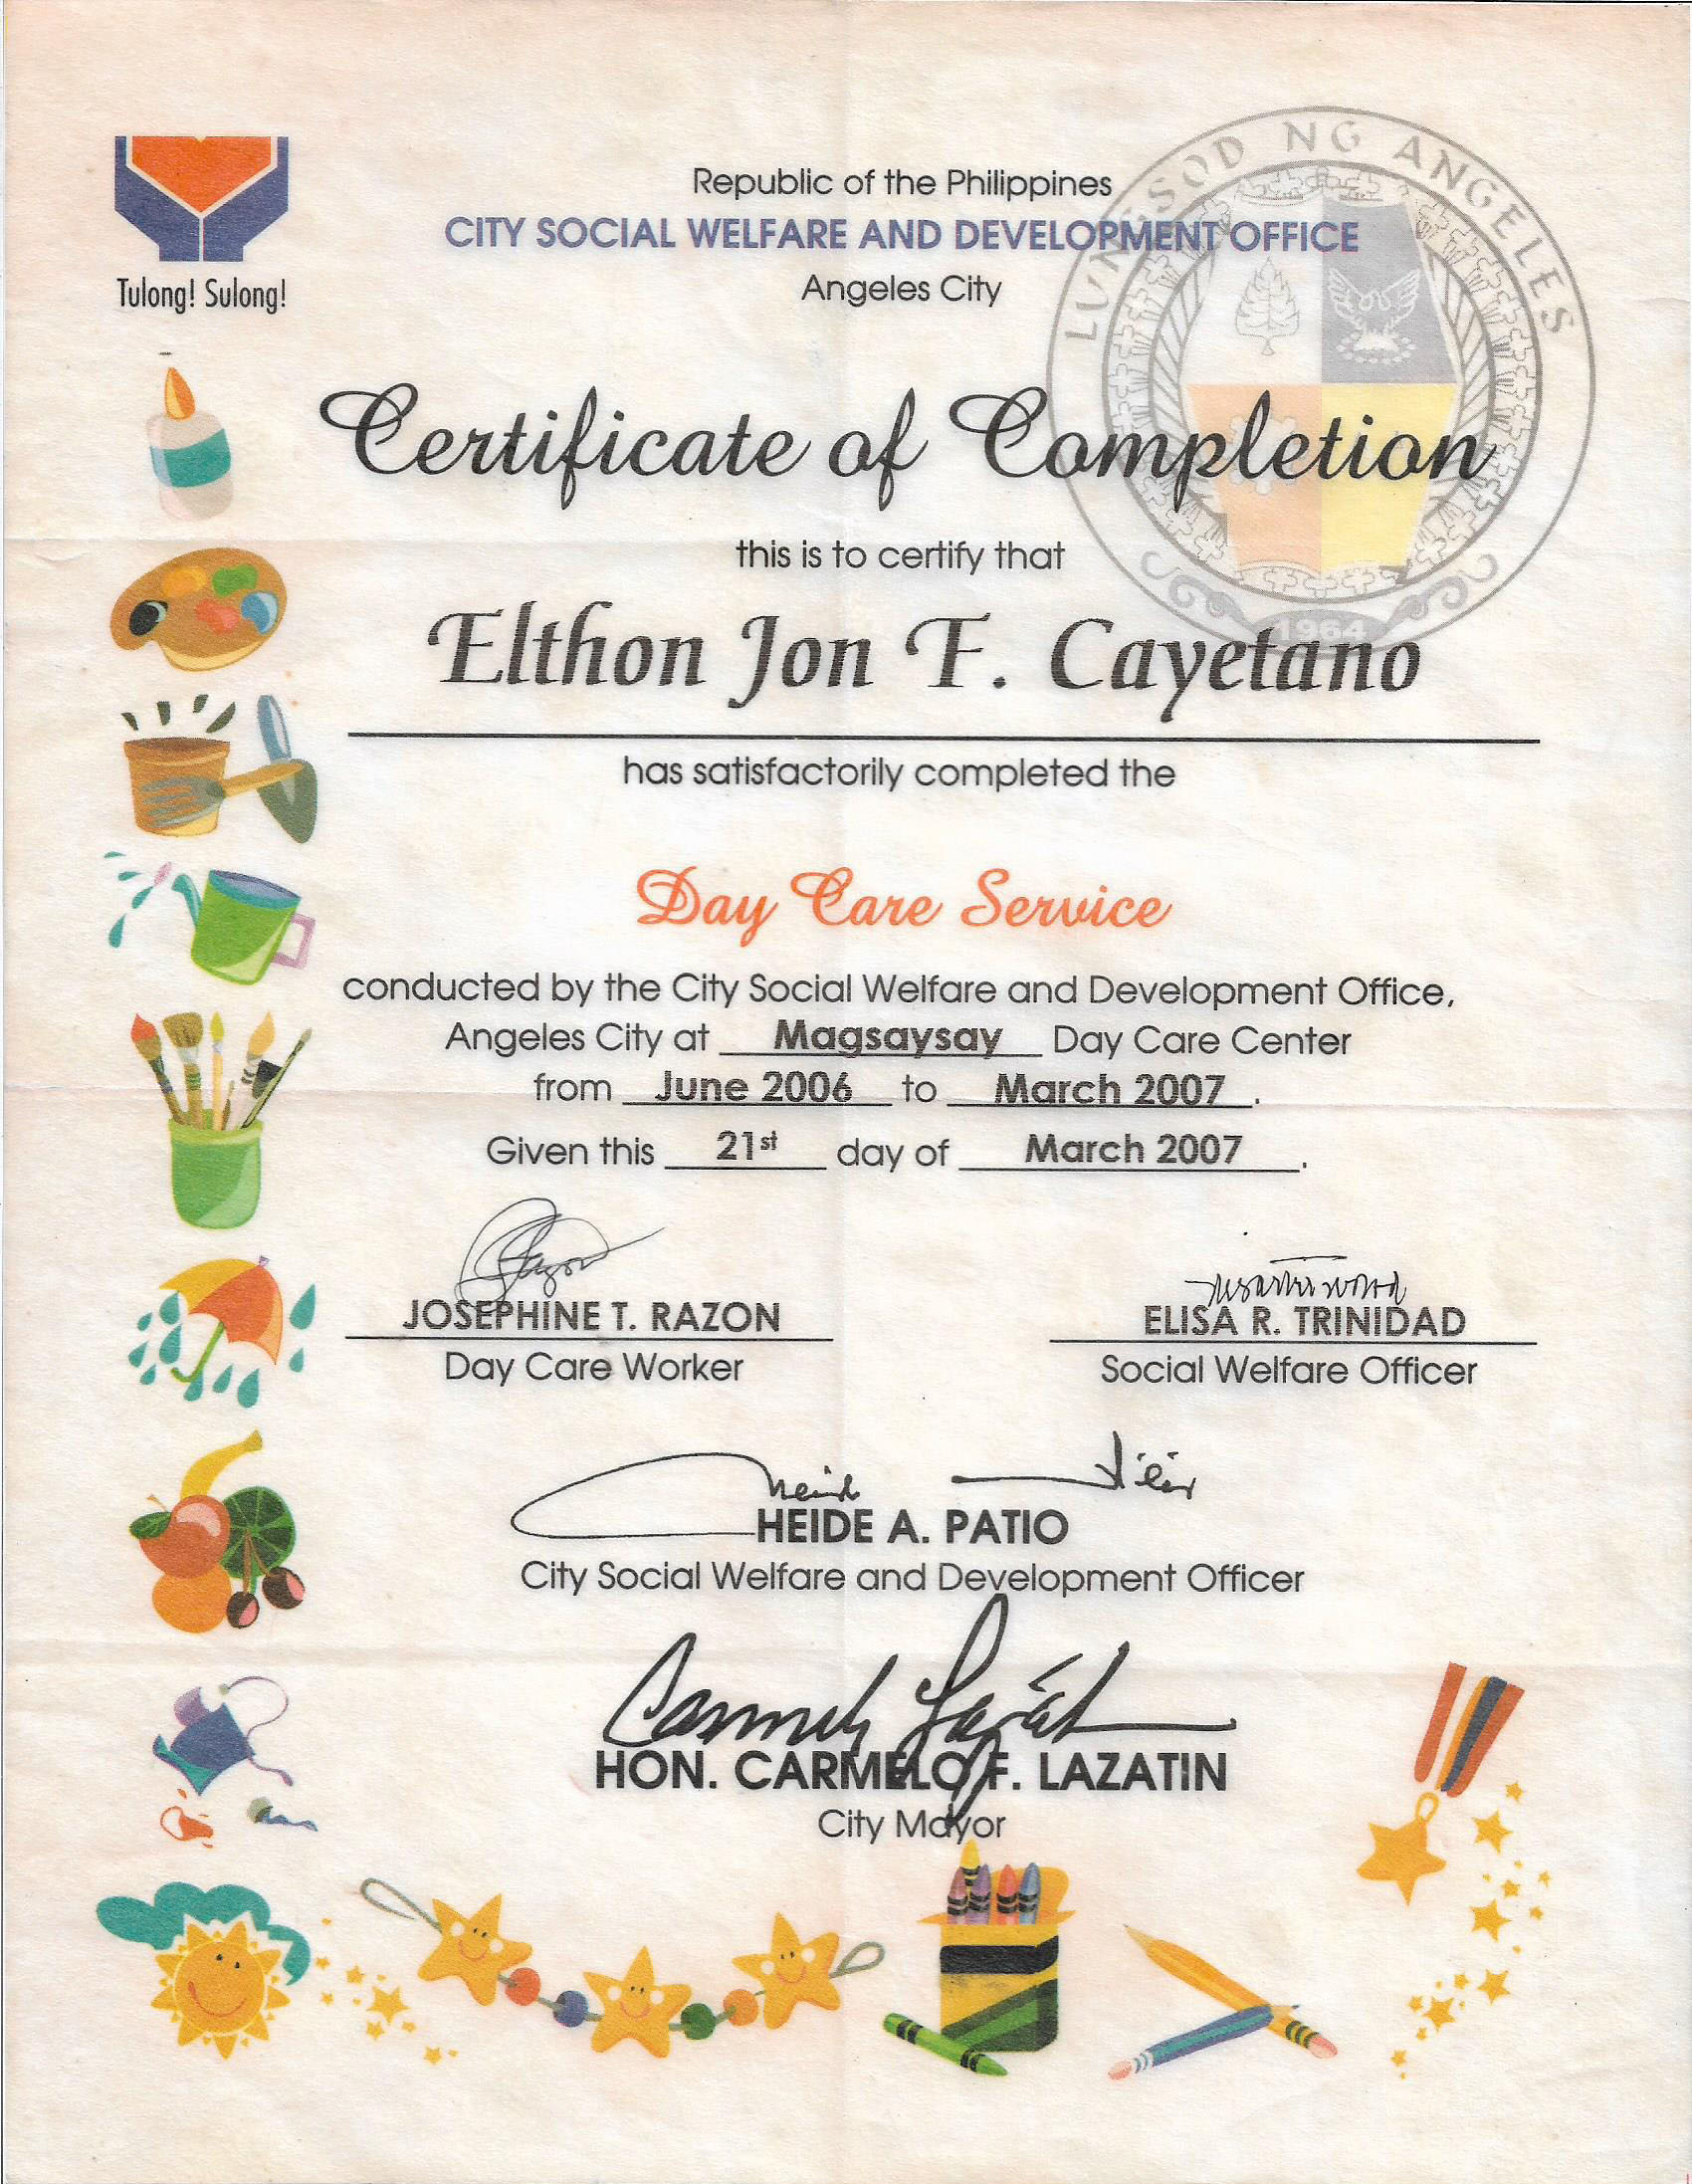 Republic of the Philippines
CITY SOCIAL WELFARE AND DEVELOPMENT OFFICE
Angeles City
Tulong! Sulong!
LUNGSOD NG ANGELES
Certificate of Completion
this is to certify that
1964
Elthon Jon F. Cayetano
has satisfactorily completed the
Day Care Service
conducted by the City Social Welfare and Development Office,
Angeles City at Magsaysay Day Care Center
from June 2006 to March 2007.
Given this 21st day of March 2007.
JOSEPHINE T. RAZON
Day Care Worker
ELISA R. TRINIDAD
Social Welfare Officer
HEIDE A. PATIO
City Social Welfare and Development Officer
HON. CARMELO F. LAZATIN
City Mayor